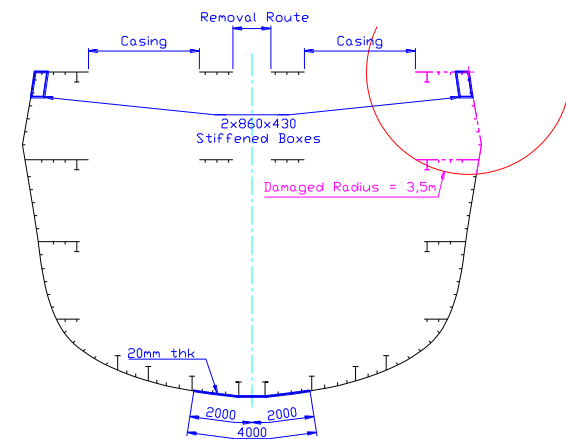 Removal Route
Casing
Casing
2x860x430
Stiffened Boxes
Damaged Radius = 3,5m
20mm thk
2000
2000
4000